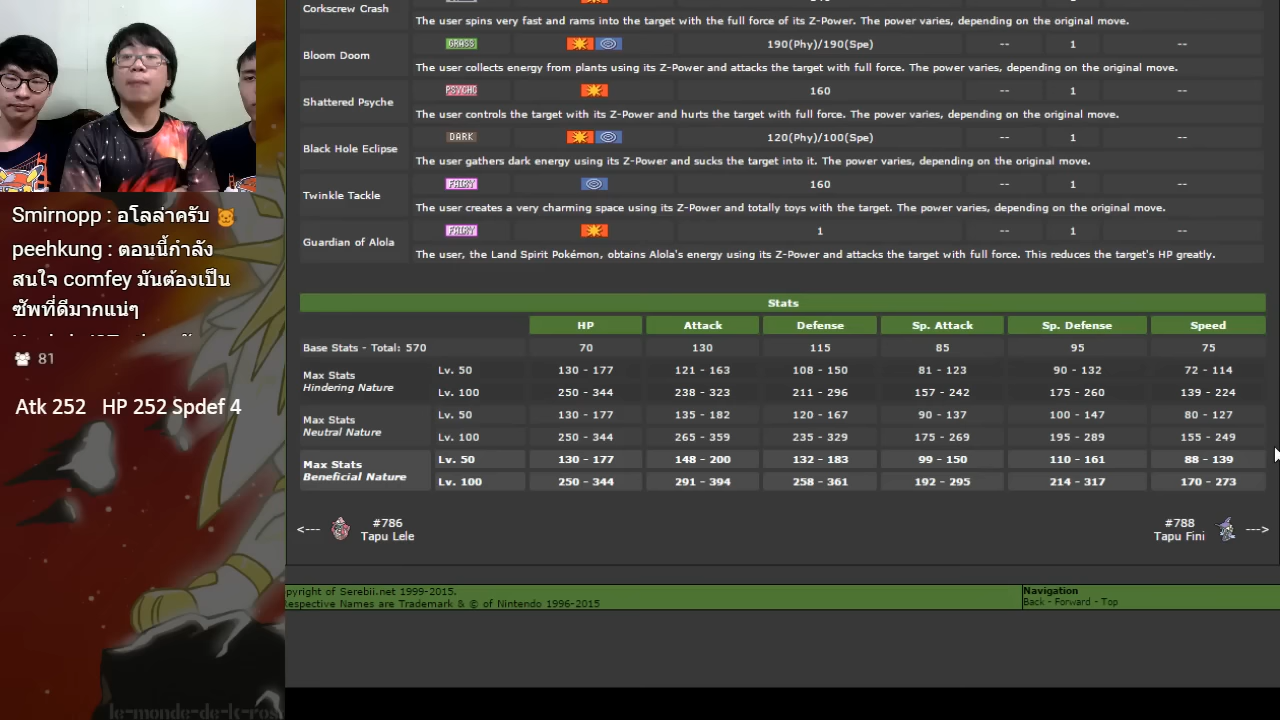 Corkscrew Crash
The user spins very fast and rams into the target with the full force of its Z-Power. The power varies, depending on the original move.
Bloom Doom GRASS 190(Phy)/190(Spe) -- 1 --
The user collects energy from plants using its Z-Power and attacks the target with full force. The power varies, depending on the original move.
Shattered Psyche PSYCHC 160 -- 1 --
The user controls the target with its Z-Power and hurts the target with full force. The power varies, depending on the original move.
Black Hole Eclipse DARK 120(Phy)/100(Spe) -- 1 --
The user gathers dark energy using its Z-Power and sucks the target into it. The power varies, depending on the original move.
Twinkle Tackle FAIRY 160 -- 1 --
The user creates a very charming space using its Z-Power and totally toys with the target. The power varies, depending on the original move.
Guardian of Alola FAIRY 1 -- 1 --
The user, the Land Spirit Pokémon, obtains Alola's energy using its Z-Power and attacks the target with full force. This reduces the target's HP greatly.
Smirnopp : อโลล่าครับ
peehkung : ตอนนี้กำลัง
สนใจ comfey มันต้องเป็น
ซัพที่ดีมากแน่ๆ
81
Atk 252 HP 252 Spdef 4
Stats
HP Attack Defense Sp. Attack Sp. Defense Speed
Base Stats - Total: 570 70 130 115 85 95 75
Max Stats
Hindering Nature
Lv. 50 130 - 177 121 - 163 108 - 150 81 - 123 90 - 132 72 - 114
Lv. 100 250 - 344 238 - 323 211 - 296 157 - 242 175 - 260 139 - 224
Max Stats
Neutral Nature
Lv. 50 130 - 177 135 - 182 120 - 167 90 - 137 100 - 147 80 - 127
Lv. 100 250 - 344 265 - 359 235 - 329 175 - 269 195 - 289 155 - 249
Max Stats
Beneficial Nature
Lv. 50 130 - 177 148 - 200 132 - 183 99 - 150 110 - 161 88 - 139
Lv. 100 250 - 344 291 - 394 258 - 361 192 - 295 214 - 317 170 - 273
<--- #786
Tapu Lele
#788 --->
Tapu Fini
pyright of Serebii.net 1999-2015.
Respective Names are Trademark & © of Nintendo 1996-2015
Navigation
Back - Forward - Top
le-monde-de-k-ros